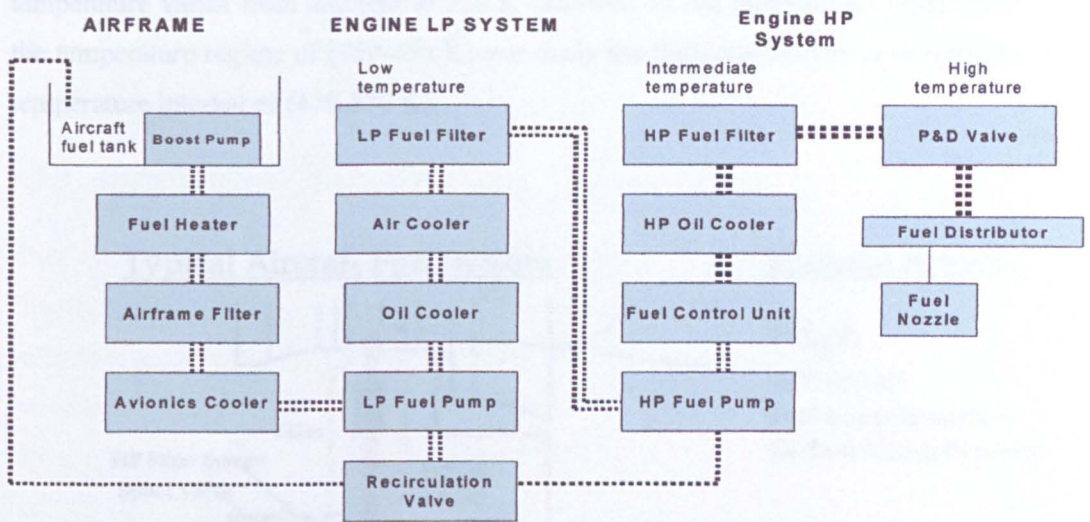 AIRFRAME
ENGINE LP SYSTEM
Engine HP
System
Low
temperature
Intermediate
temperature
High
temperature
Aircraft
fuel tank
Boost Pump
LP Fuel Filter
HP Fuel Filter
P&D Valve
Fuel Heater
Air Cooler
HP Oil Cooler
Fuel Distributor
Airframe Filter
Oil Cooler
Fuel Control Unit
Fuel
Nozzle
Avionics Cooler
LP Fuel Pump
HP Fuel Pump
Recirculation
Valve